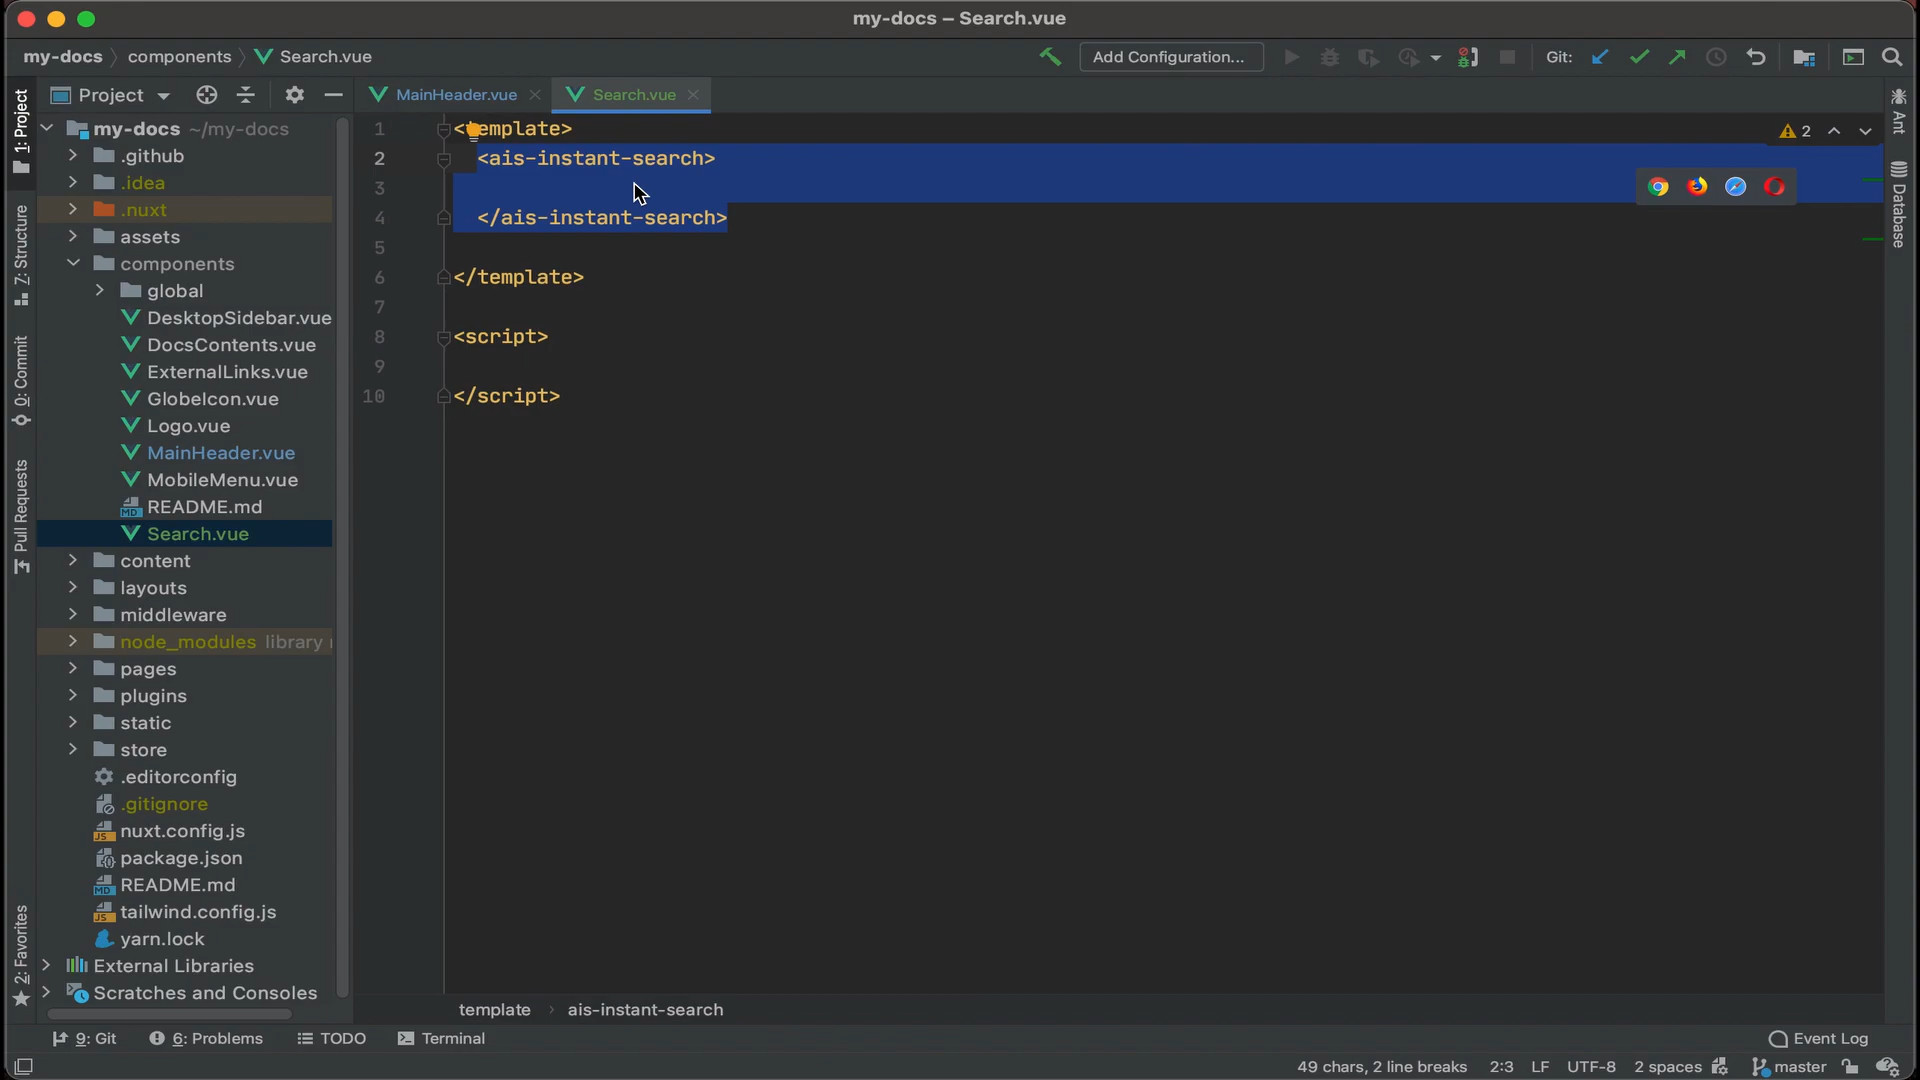 my-docs – Search.vue
my-docs components Search.vue
Add Configuration...
Git:
1: Project
7: Structure
0: Commit
Pull Requests
2: Favorites
Project
my-docs ~/my-docs
.github
.idea
.nuxt
assets
components
global
DesktopSidebar.vue
DocsContents.vue
ExternalLinks.vue
GlobeIcon.vue
Logo.vue
MainHeader.vue
MobileMenu.vue
README.md
Search.vue
content
layouts
middleware
node_modules library
pages
plugins
static
store
.editorconfig
.gitignore
nuxt.config.js
package.json
README.md
tailwind.config.js
yarn.lock
External Libraries
Scratches and Consoles
MainHeader.vue Search.vue
1 <template>
2 <ais-instant-search>
3
4 </ais-instant-search>
5
6 </template>
7
8 <script>
9
10 </script>
2
Ant
Database
template › ais-instant-search
9: Git 6: Problems TODO Terminal Event Log
49 chars, 2 line breaks 2:3 LF UTF-8 2 spaces master